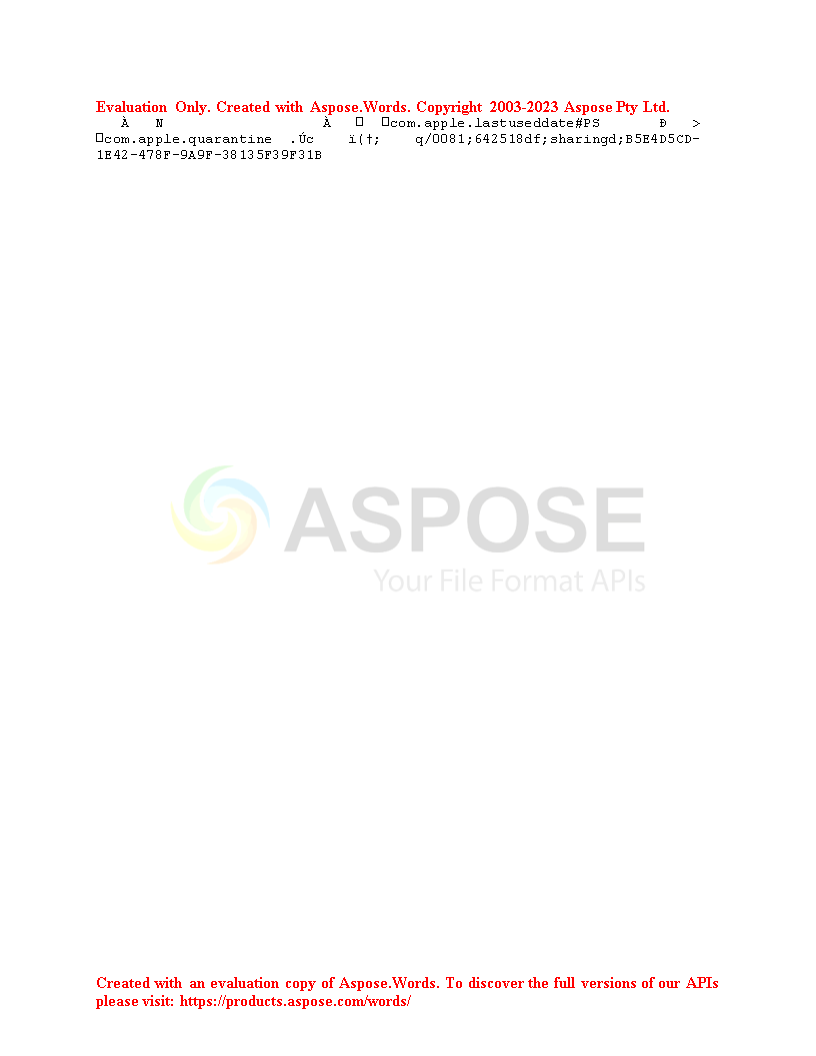 Evaluation Only. Created with Aspose.Words. Copyright 2003-2023 Aspose Pty Ltd.
À N À com.apple.lastuseddate#PS Ð >
com.apple.quarantine .Úc ï(†; q/0081;642518df;sharingd;B5E4D5CD-
1E42-478F-9A9F-38135F39F31B
ASPOSE
Your File Format APIs
Created with an evaluation copy of Aspose.Words. To discover the full versions of our APIs
please visit: https://products.aspose.com/words/